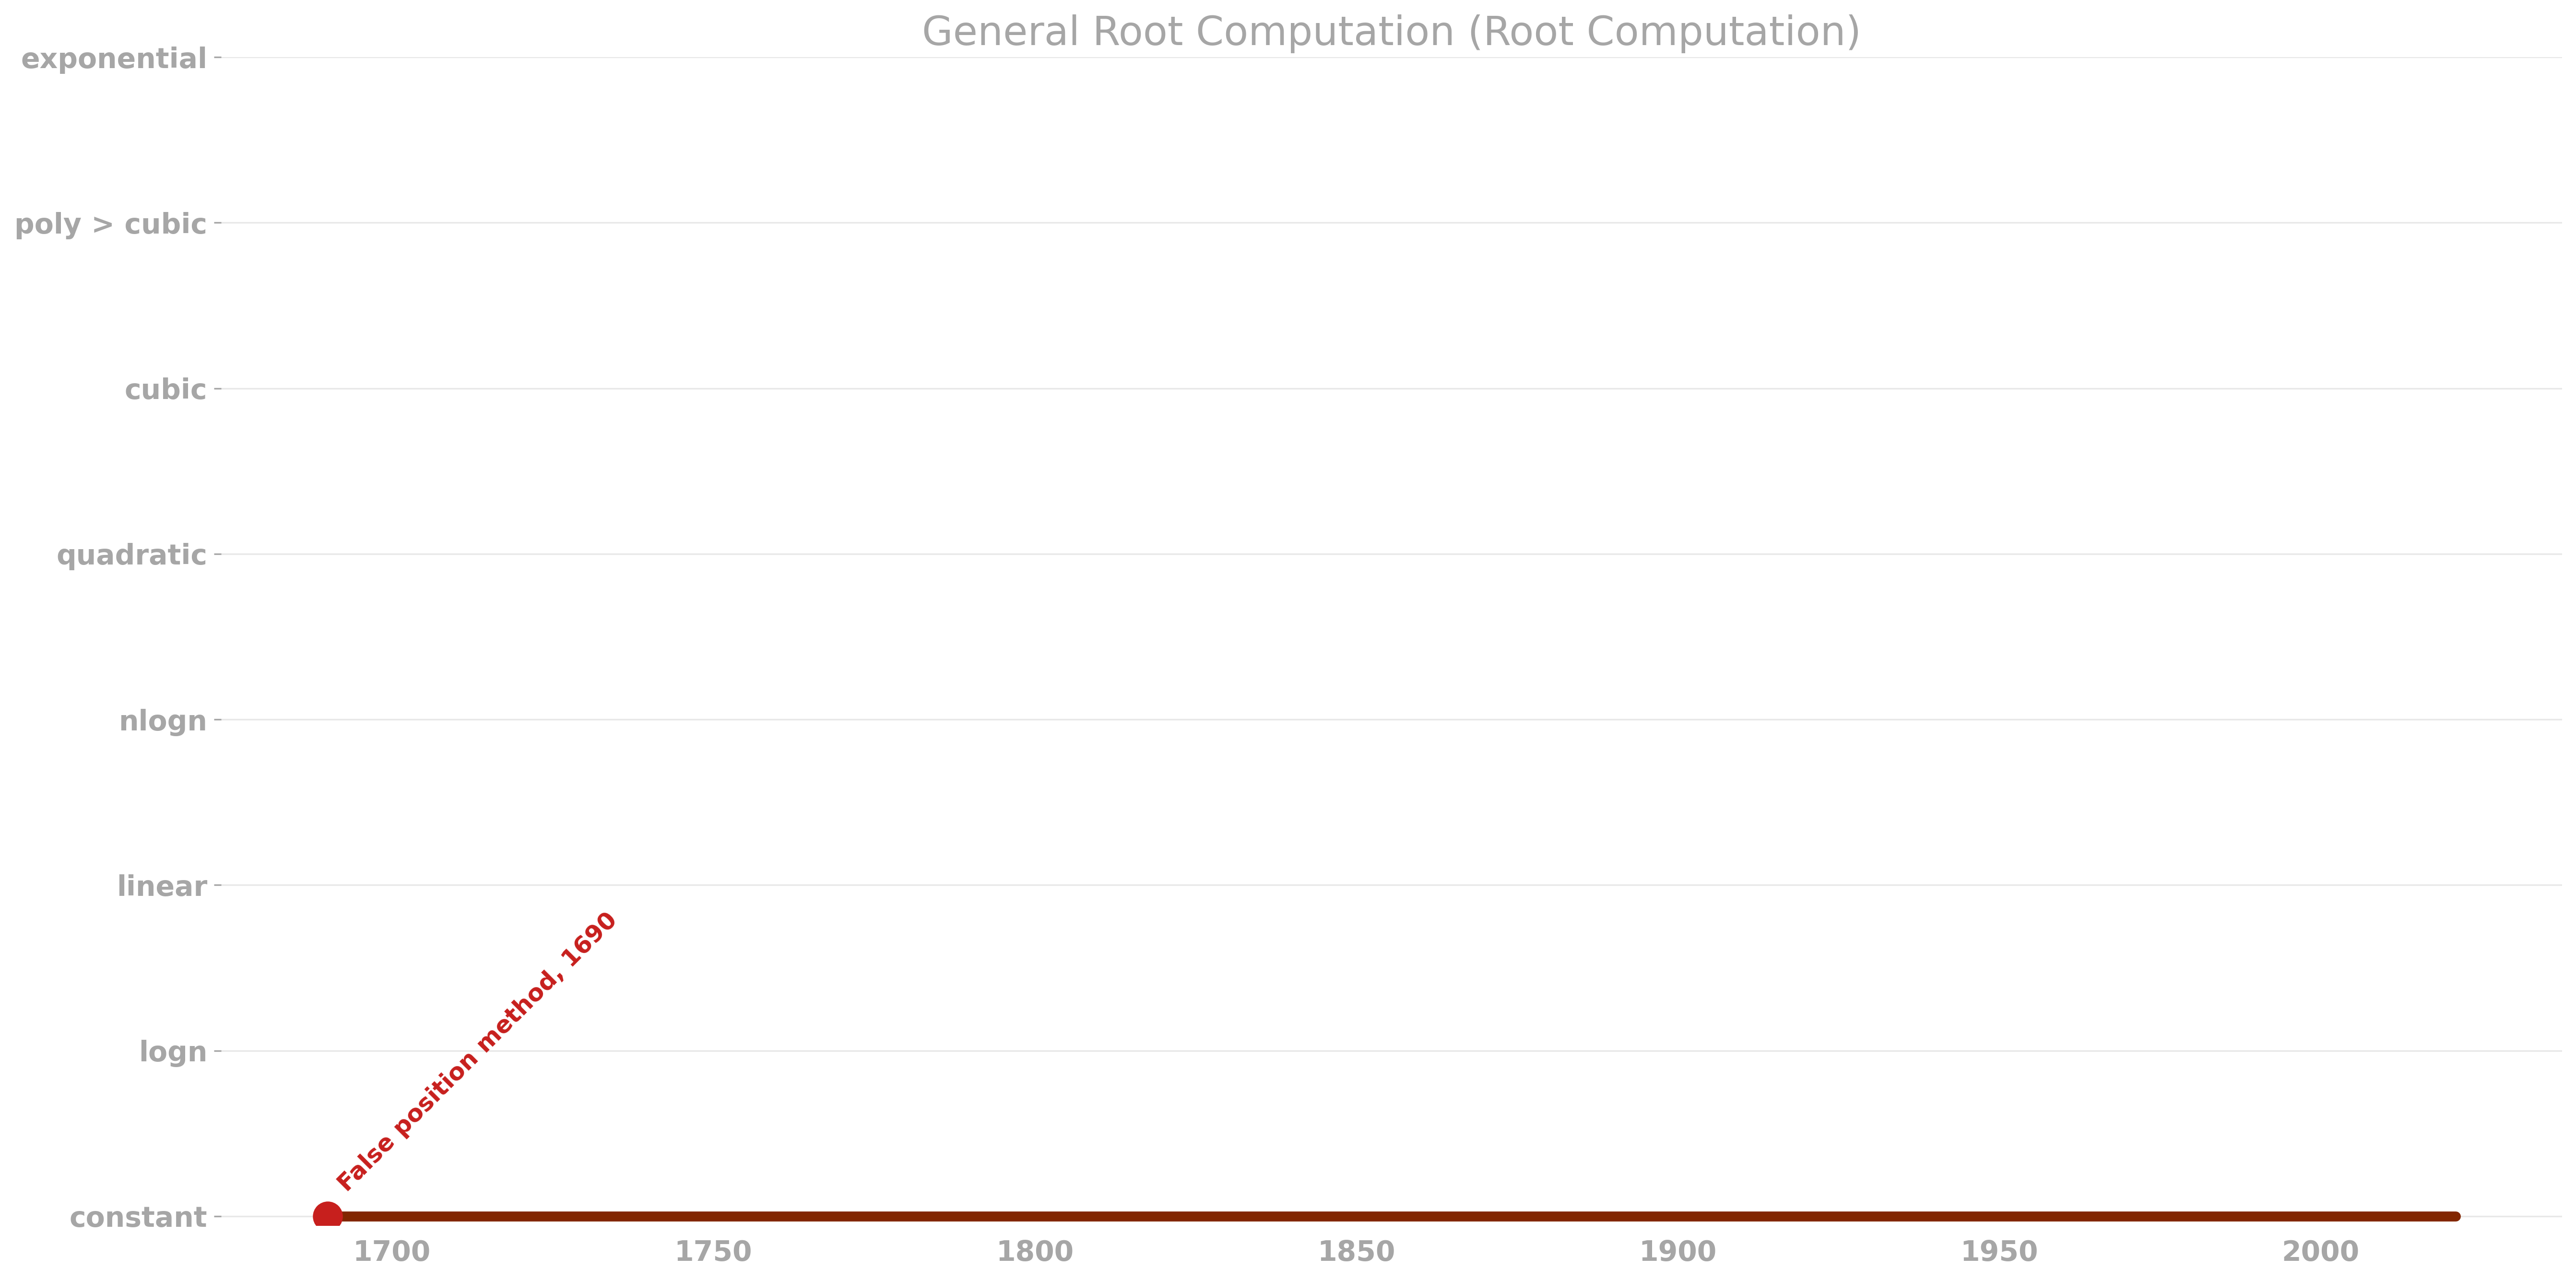 General Root Computation (Root Computation)
exponential
poly > cubic
cubic
quadratic
nlogn
linear
logn
constant
False position method, 1690
1700
1750
1800
1850
1900
1950
2000